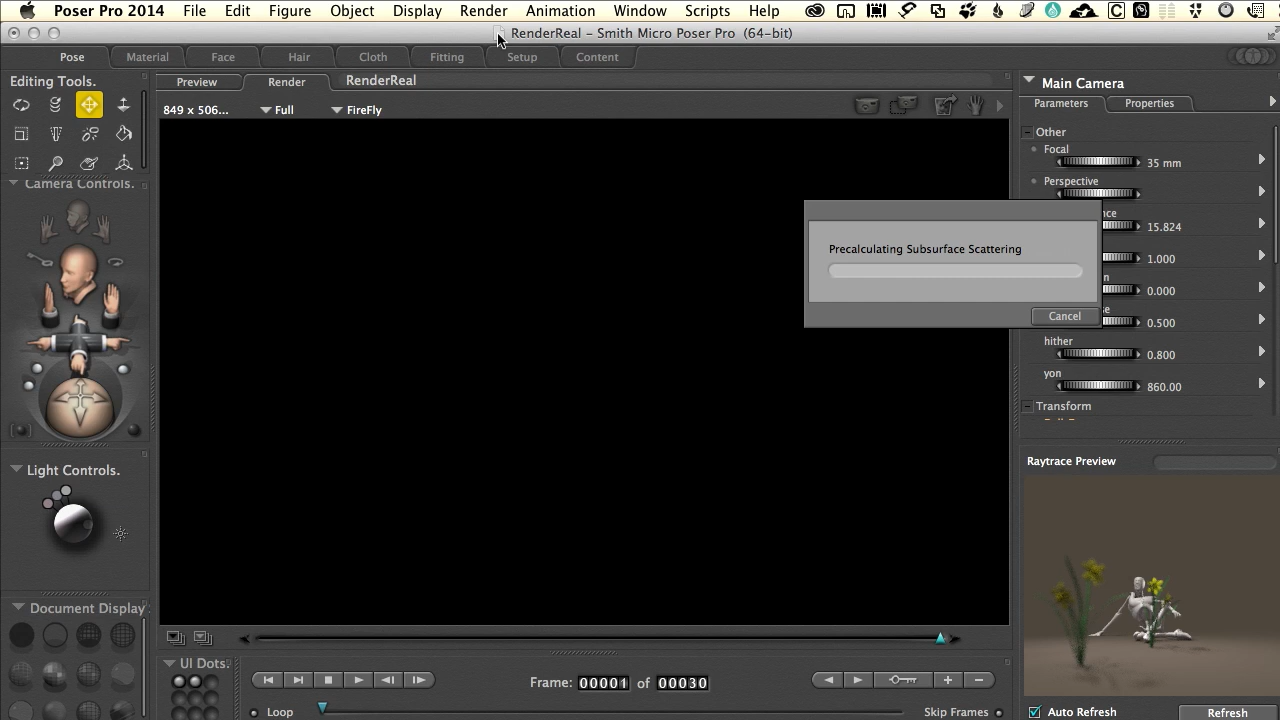 Poser Pro 2014 File Edit Figure Object Display Render Animation Window Scripts Help
RenderReal – Smith Micro Poser Pro (64-bit)
Pose Material Face Hair Cloth Fitting Setup Content
Editing Tools.
Preview Render RenderReal
849 x 506... Full FireFly
Camera Controls.
Light Controls.
Document Display
Precalculating Subsurface Scattering
Cancel
Main Camera
Parameters Properties
Other
Focal
35 mm
Perspective
nce
15.824
1.000
n
0.000
se
0.500
hither
0.800
yon
860.00
Transform
Raytrace Preview
Auto Refresh Refresh
UI Dots.
Frame: 00001 of 00030
Loop Skip Frames